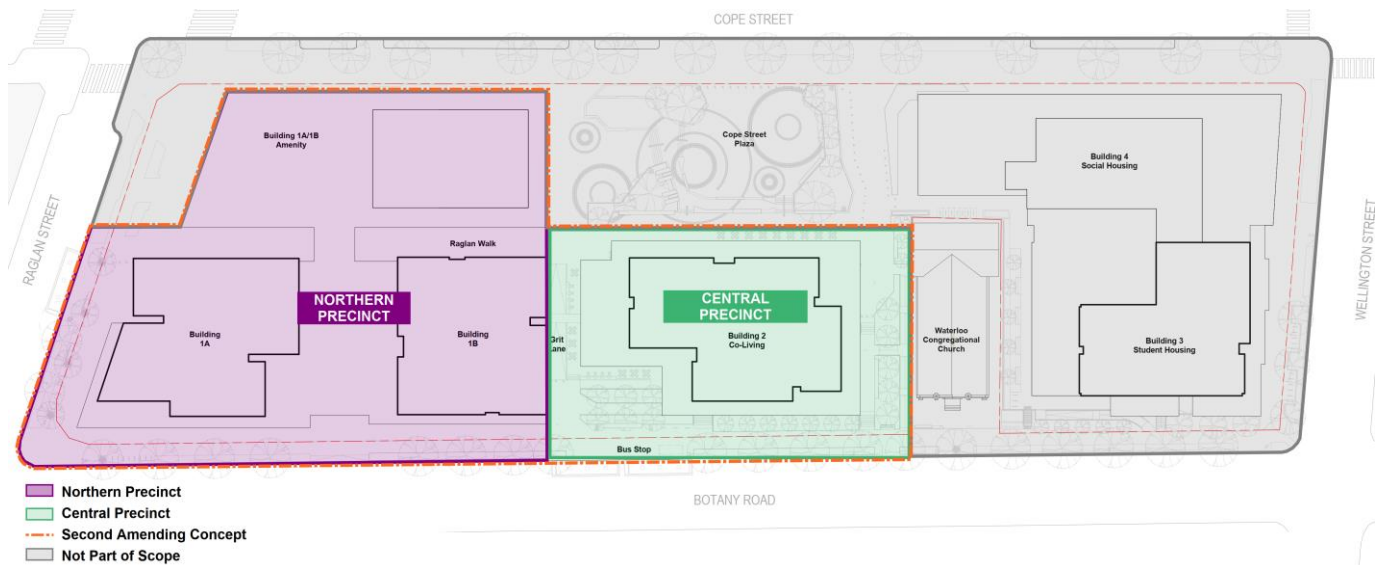 COPE STREET
Building 1A/1B
Amenity
Cope Street
Plaza
Building 4
Social Housing
RAGLAN STREET
WELLINGTON STREET
Raglan Walk
NORTHERN
PRECINCT
CENTRAL
PRECINCT
Building
1A
Building
1B
Grit
Lane
Building 2
Co-Living
Waterloo
Congregational
Church
Building 3
Student Housing
Bus Stop
BOTANY ROAD
Northern Precinct
Central Precinct
Second Amending Concept
Not Part of Scope